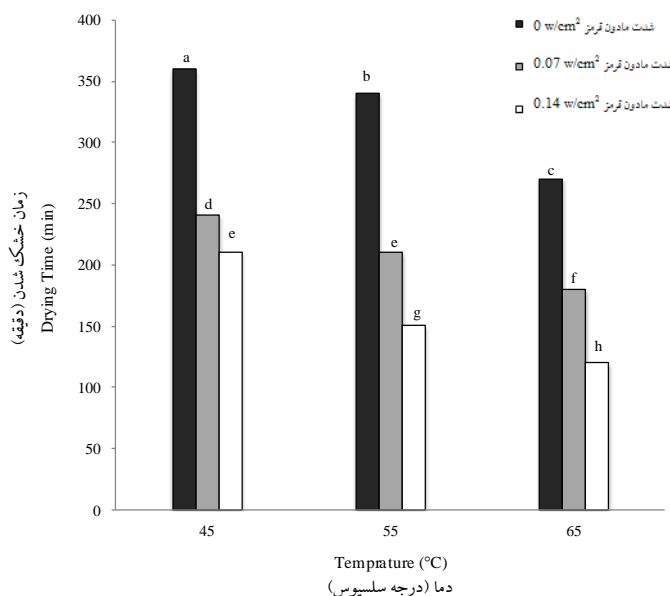 400
350
300
250
200
150
100
50
0
زمان خشک شدن (دقیقه)
Drying Time (min)
شدت مادون قرمز 0 w/cm²
شدت مادون قرمز 0.07 w/cm²
شدت مادون قرمز 0.14 w/cm²
a
d
e
b
e
g
c
f
h
45 55 65
Temprature (°C)
دما (درجه سلسیوس)